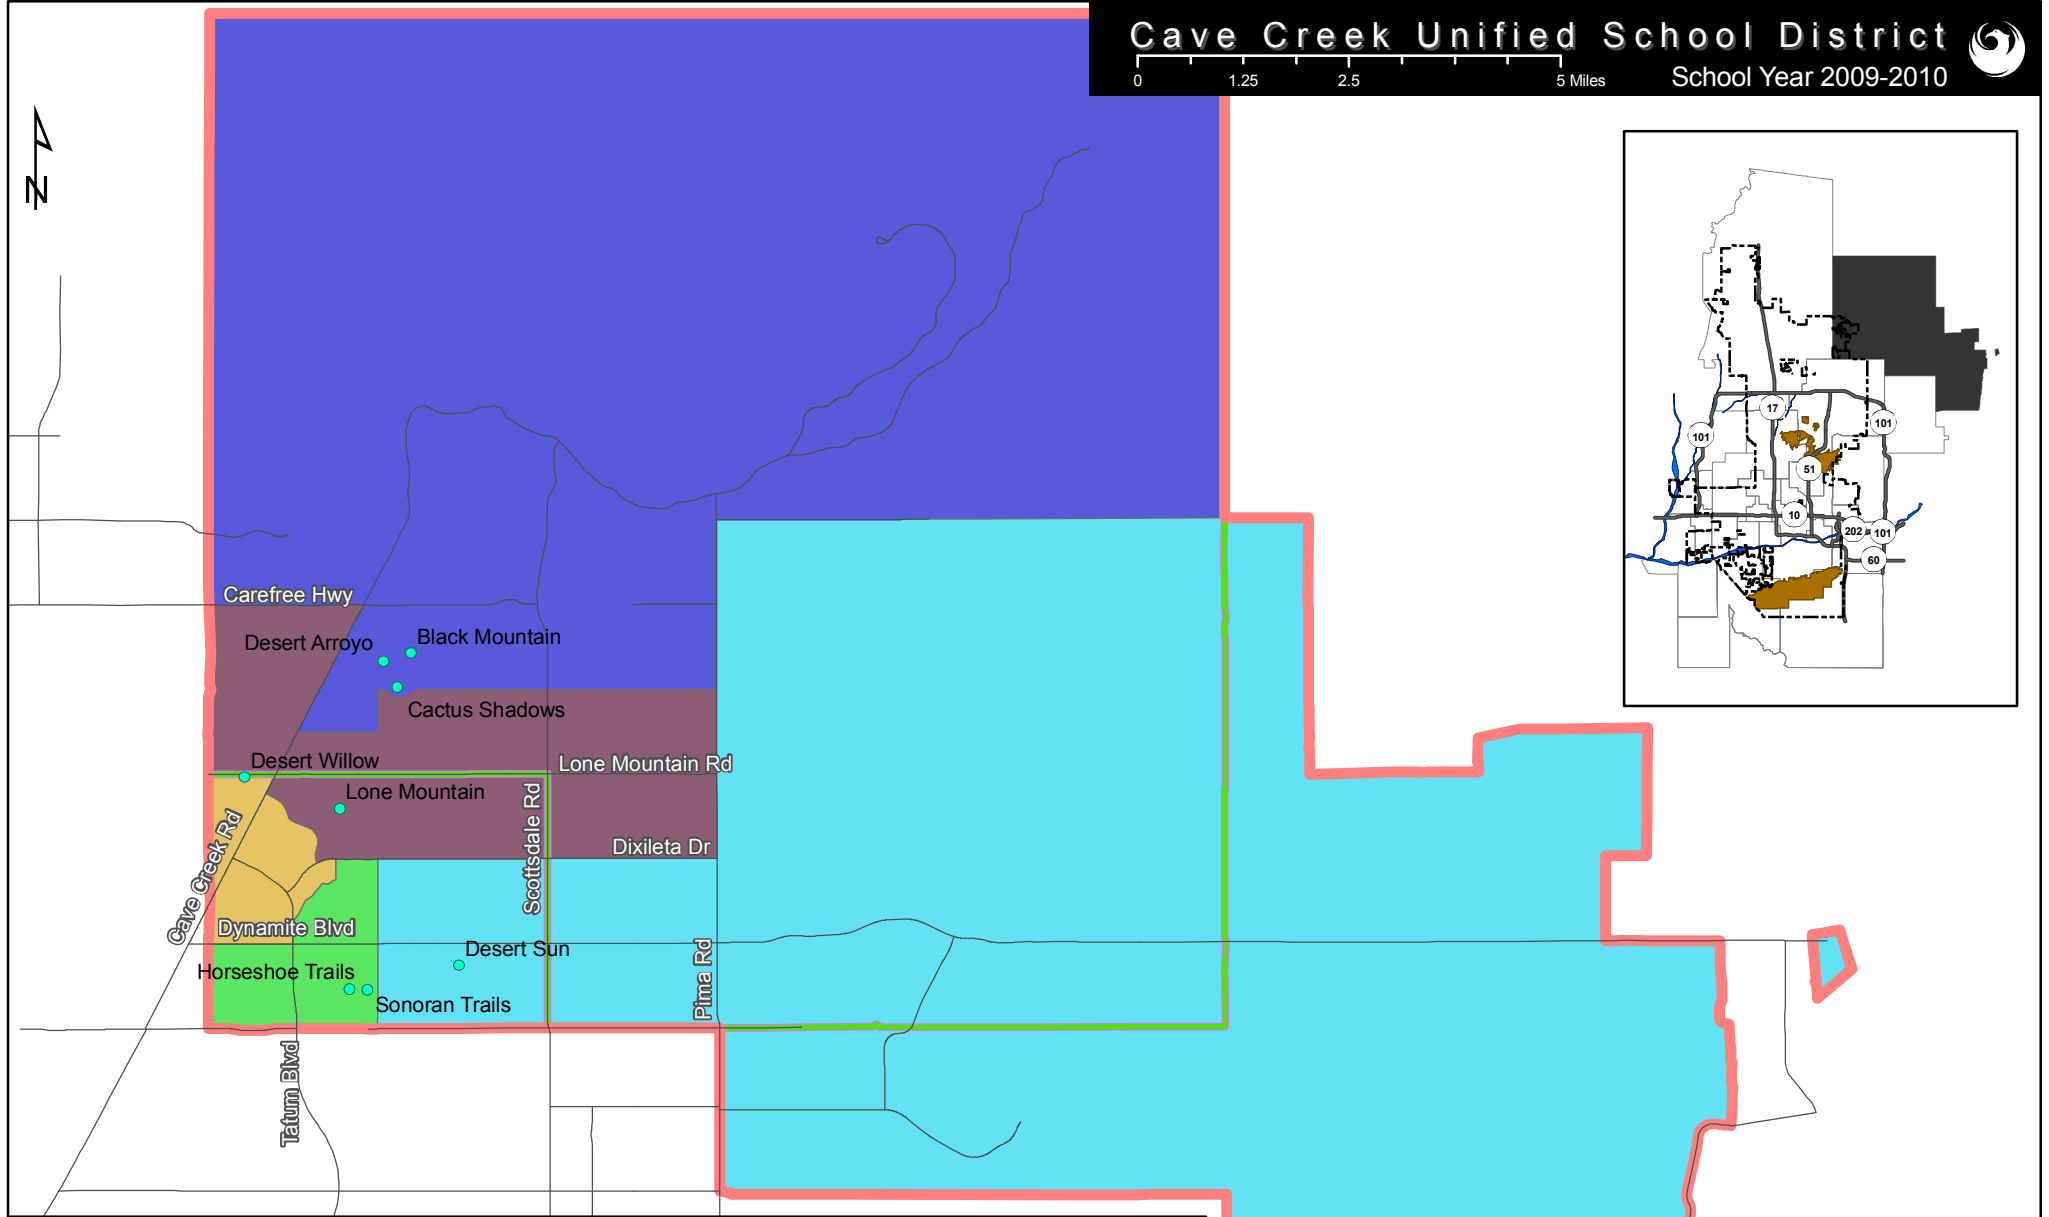 Cave Creek Unified School District
0 1.25 2.5 5 Miles
School Year 2009-2010
N
17
101
101
51
10
202
101
60
Carefree Hwy
Desert Arroyo
Black Mountain
Cactus Shadows
Desert Willow
Lone Mountain Rd
Lone Mountain
Scottsdale Rd
Dixileta Dr
Cave Creek Rd
Dynamite Blvd
Desert Sun
Pima Rd
Horseshoe Trails
Sonoran Trails
Tatum Blvd